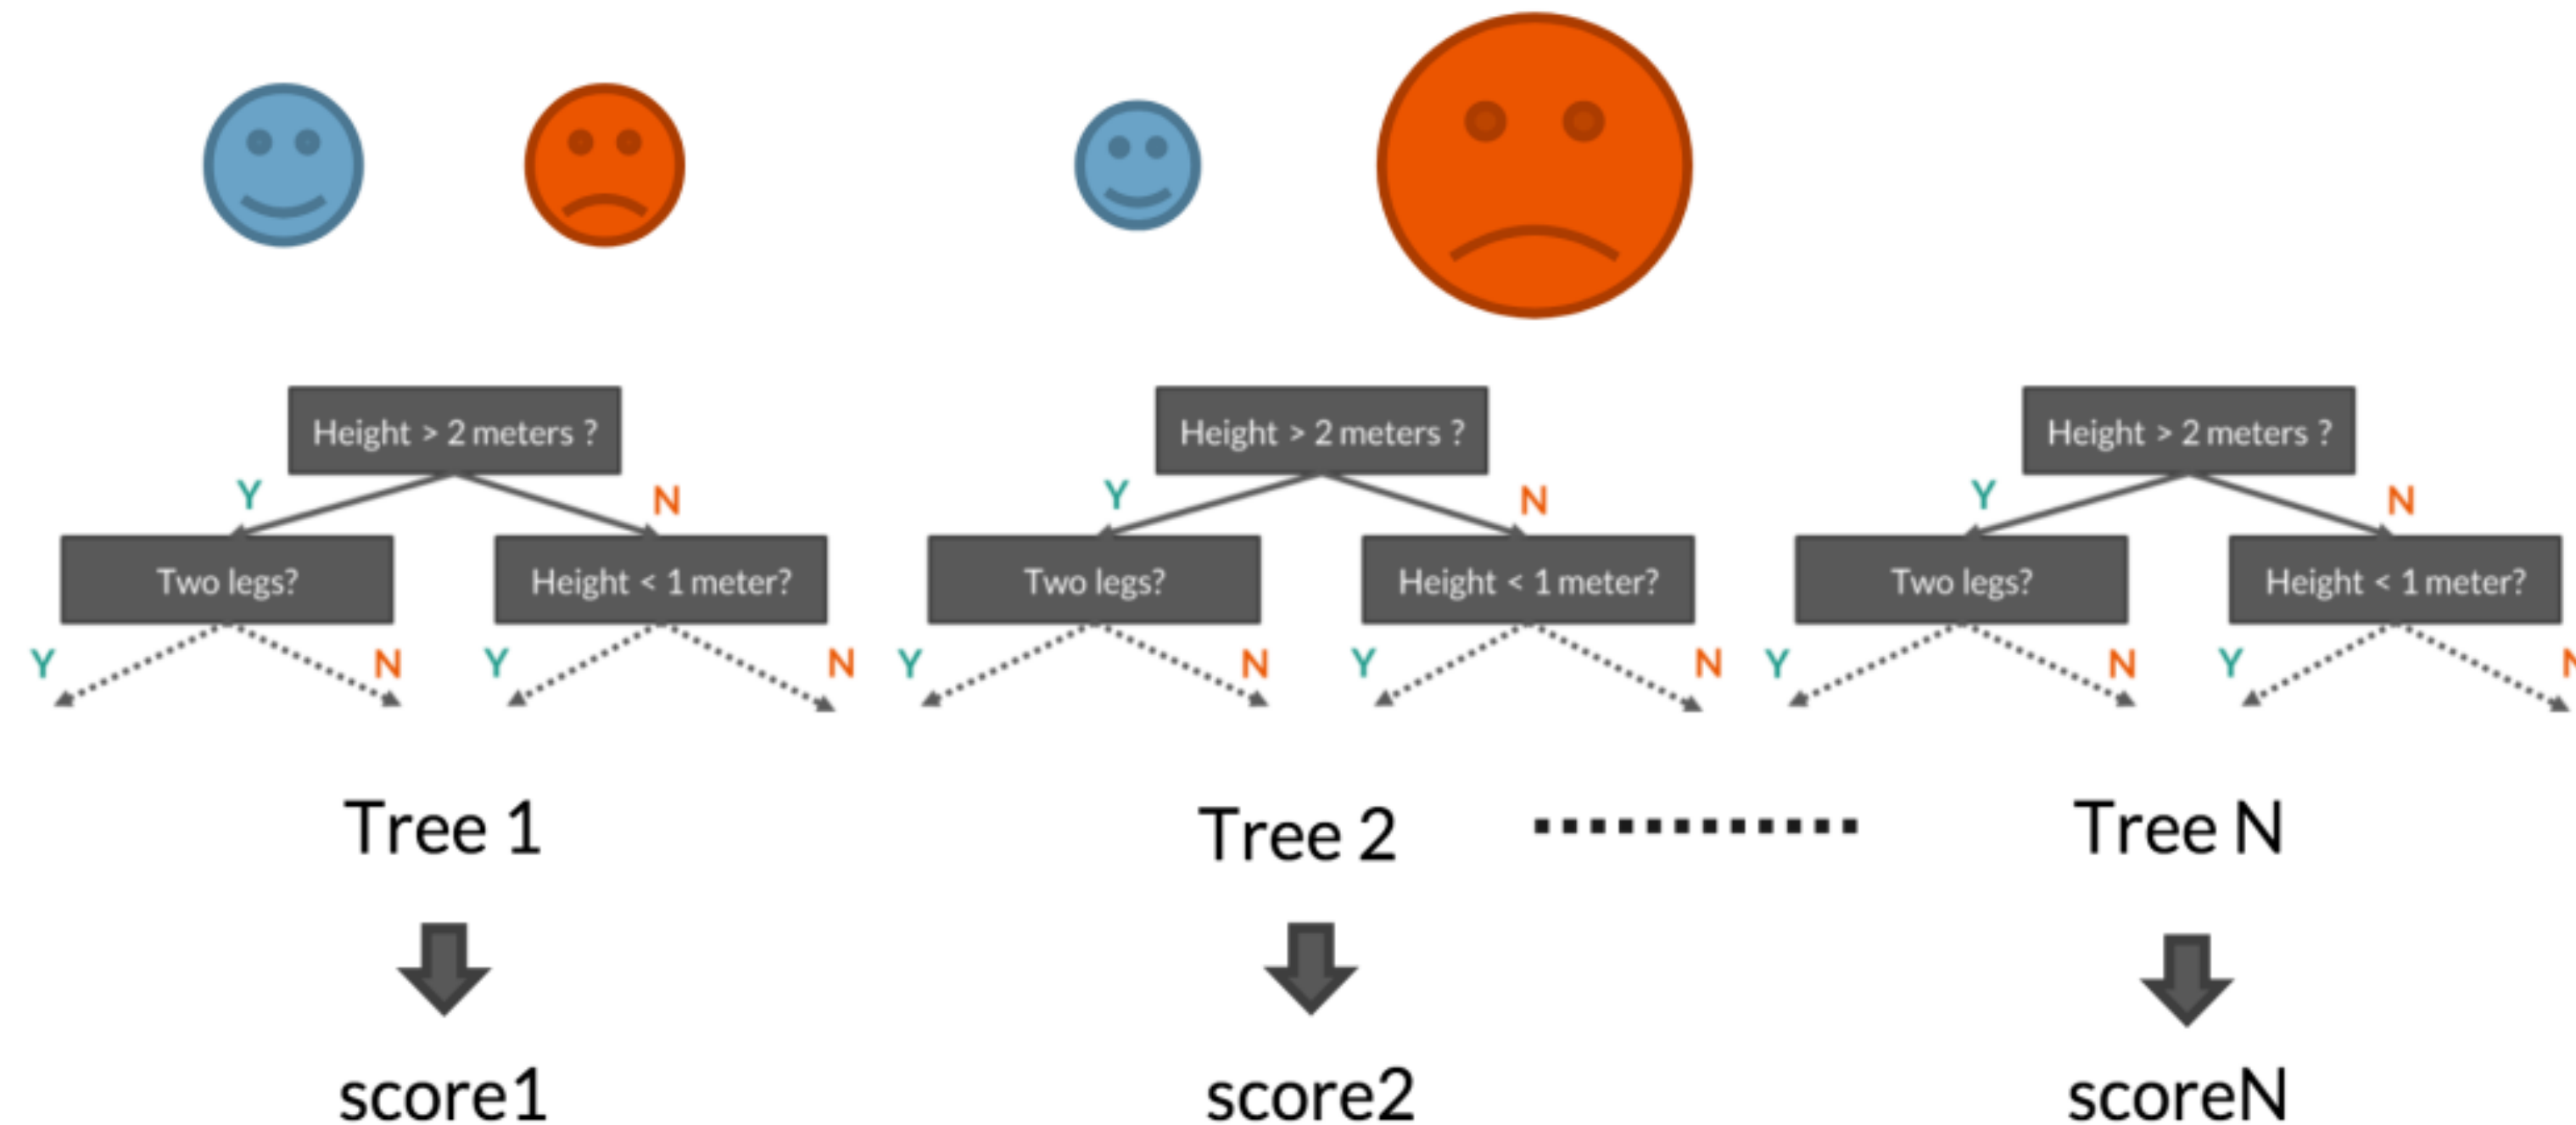 Height > 2 meters ?
Y
N
Two legs?
Height < 1 meter?
Y
N
Y
N
Tree 1
score1
Height > 2 meters ?
Y
N
Two legs?
Height < 1 meter?
Y
N
Y
N
Tree 2
score2
Height > 2 meters ?
Y
N
Two legs?
Height < 1 meter?
Y
N
Y
N
Tree N
scoreN